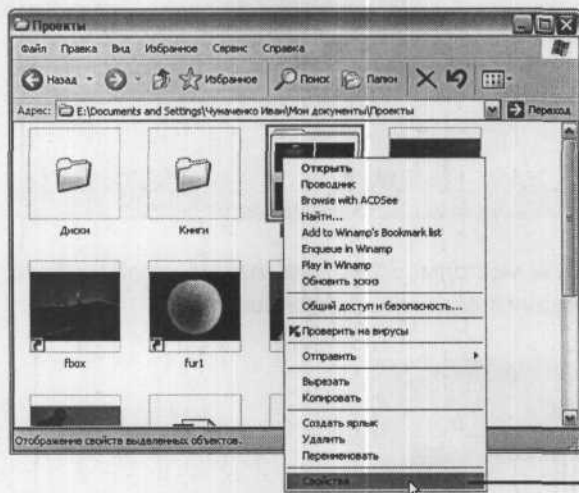 Проекты
Файл Правка Вид Избранное Сервис Справка
Назад Избранное Поиск Папки
Адрес: E:\Documents and Settings\Чумаченко Иван\Мои документы\Проекты Переход
Диски Книги
Открыть
Проводник
Browse with ACDSee
Найти...
Add to Winamp's Bookmark list
Enqueue in Winamp
Play in Winamp
Обновить эскиз
Общий доступ и безопасность...
Проверить на вирусы
Отправить
Вырезать
Копировать
Создать ярлык
Удалить
Переименовать
Свойства
fbox fur1
Отображение свойств выделенных объектов.